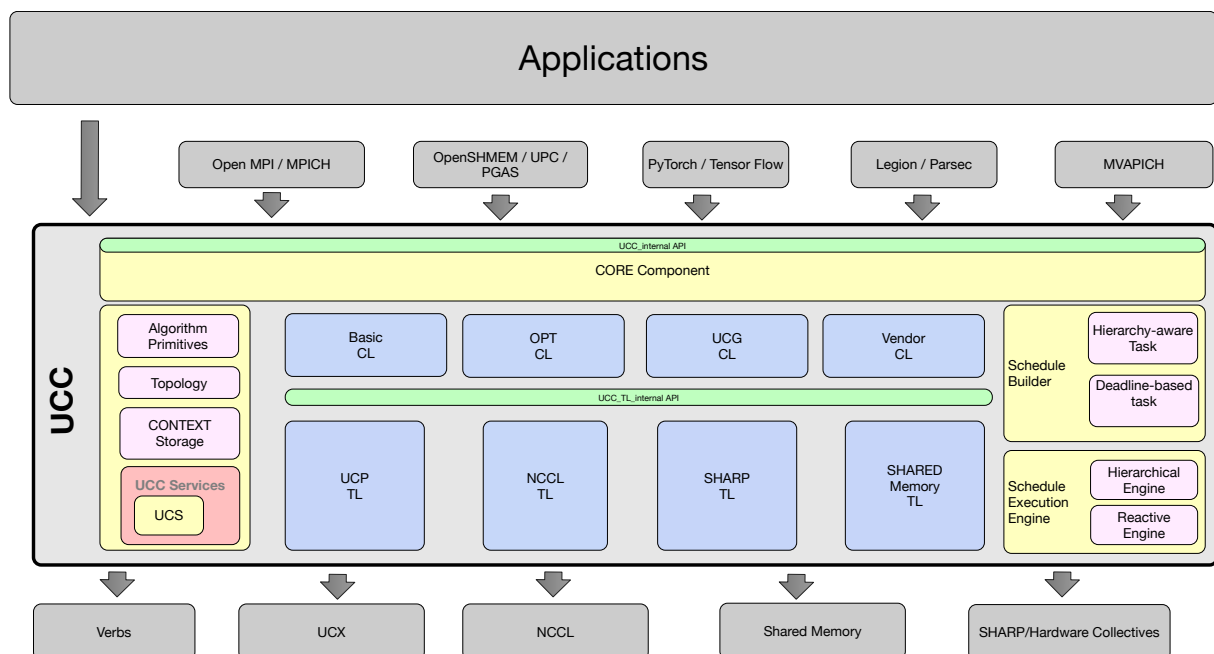 Applications
Open MPI / MPICH
OpenSHMEM / UPC /
PGAS
PyTorch / Tensor Flow
Legion / Parsec
MVAPICH
UCC
UCC_internal API
CORE Component
Algorithm
Primitives
Topology
CONTEXT
Storage
UCC Services
UCS
Basic
CL
OPT
CL
UCG
CL
Vendor
CL
UCC_TL_internal API
UCP
TL
NCCL
TL
SHARP
TL
SHARED
Memory
TL
Schedule
Builder
Hierarchy-aware
Task
Deadline-based
task
Schedule
Execution
Engine
Hierarchical
Engine
Reactive
Engine
Verbs
UCX
NCCL
Shared Memory
SHARP/Hardware Collectives